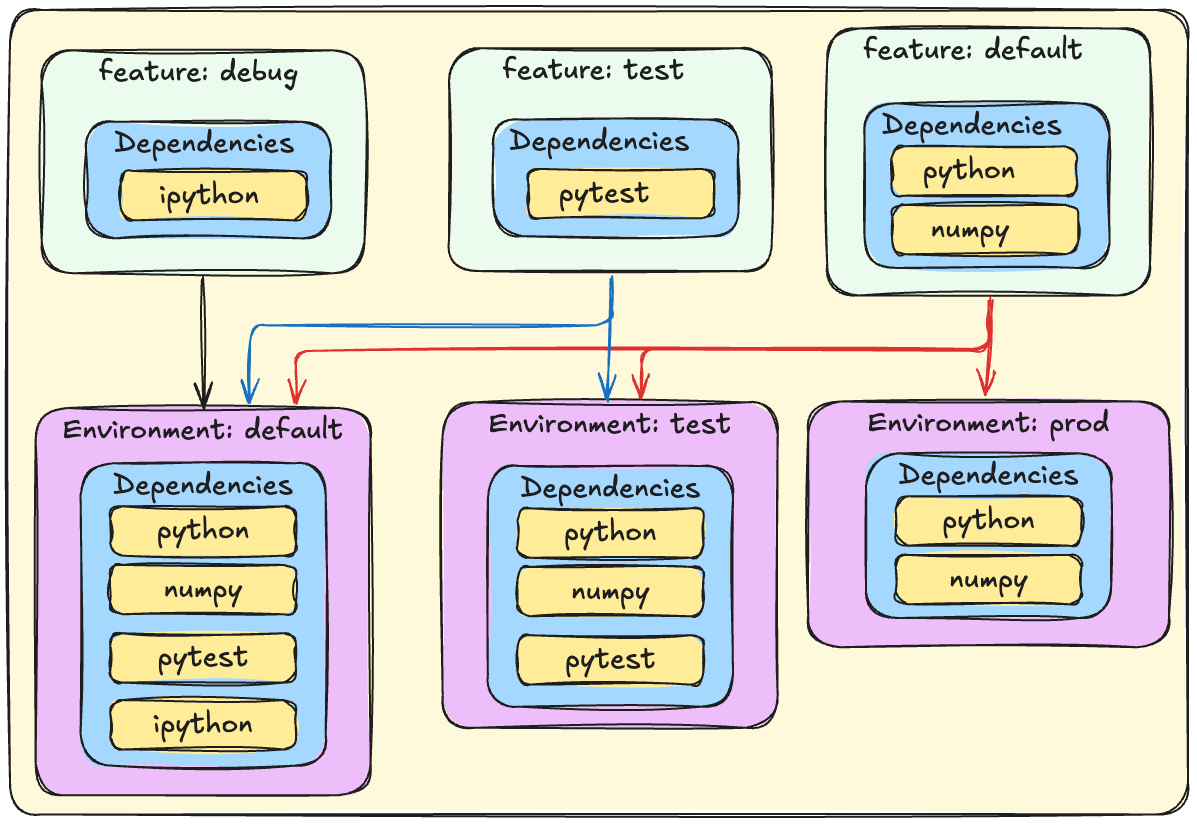 feature: debug
Dependencies
ipython
feature: test
Dependencies
pytest
feature: default
Dependencies
python
numpy
Environment: default
Dependencies
python
numpy
pytest
ipython
Environment: test
Dependencies
python
numpy
pytest
Environment: prod
Dependencies
python
numpy